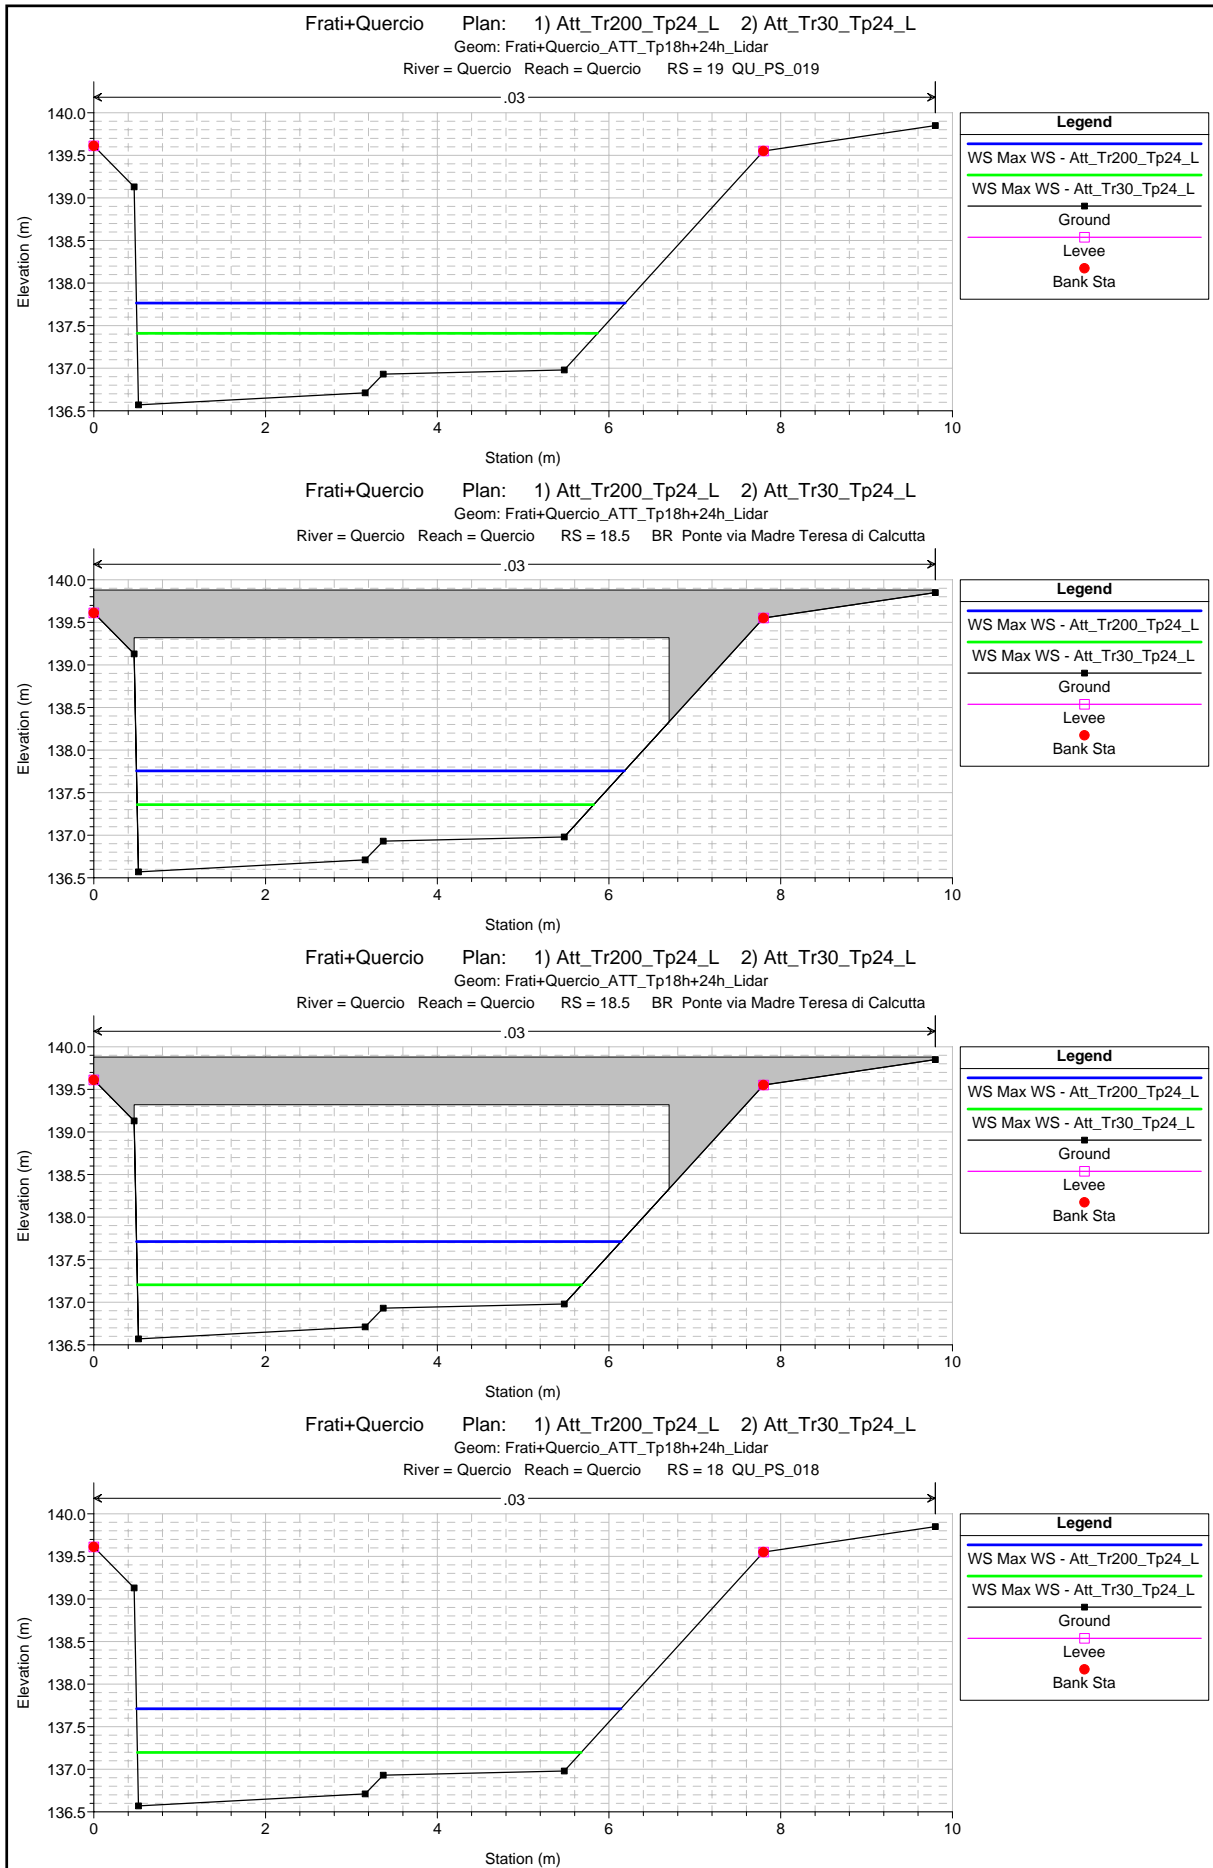 Frati+Quercio Plan: 1) Att_Tr200_Tp24_L 2) Att_Tr30_Tp24_L
Geom: Frati+Quercio_ATT_Tp18h+24h_Lidar
River = Quercio Reach = Quercio RS = 19 QU_PS_019
.03
140.0
139.5
139.0
138.5
138.0
137.5
137.0
136.5
Elevation (m)
0 2 4 6 8 10
Station (m)
Legend
WS Max WS - Att_Tr200_Tp24_L
WS Max WS - Att_Tr30_Tp24_L
Ground
Levee
Bank Sta
Frati+Quercio Plan: 1) Att_Tr200_Tp24_L 2) Att_Tr30_Tp24_L
Geom: Frati+Quercio_ATT_Tp18h+24h_Lidar
River = Quercio Reach = Quercio RS = 18.5 BR Ponte via Madre Teresa di Calcutta
.03
140.0
139.5
139.0
138.5
138.0
137.5
137.0
136.5
Elevation (m)
0 2 4 6 8 10
Station (m)
Legend
WS Max WS - Att_Tr200_Tp24_L
WS Max WS - Att_Tr30_Tp24_L
Ground
Levee
Bank Sta
Frati+Quercio Plan: 1) Att_Tr200_Tp24_L 2) Att_Tr30_Tp24_L
Geom: Frati+Quercio_ATT_Tp18h+24h_Lidar
River = Quercio Reach = Quercio RS = 18.5 BR Ponte via Madre Teresa di Calcutta
.03
140.0
139.5
139.0
138.5
138.0
137.5
137.0
136.5
Elevation (m)
0 2 4 6 8 10
Station (m)
Legend
WS Max WS - Att_Tr200_Tp24_L
WS Max WS - Att_Tr30_Tp24_L
Ground
Levee
Bank Sta
Frati+Quercio Plan: 1) Att_Tr200_Tp24_L 2) Att_Tr30_Tp24_L
Geom: Frati+Quercio_ATT_Tp18h+24h_Lidar
River = Quercio Reach = Quercio RS = 18 QU_PS_018
.03
140.0
139.5
139.0
138.5
138.0
137.5
137.0
136.5
Elevation (m)
0 2 4 6 8 10
Station (m)
Legend
WS Max WS - Att_Tr200_Tp24_L
WS Max WS - Att_Tr30_Tp24_L
Ground
Levee
Bank Sta